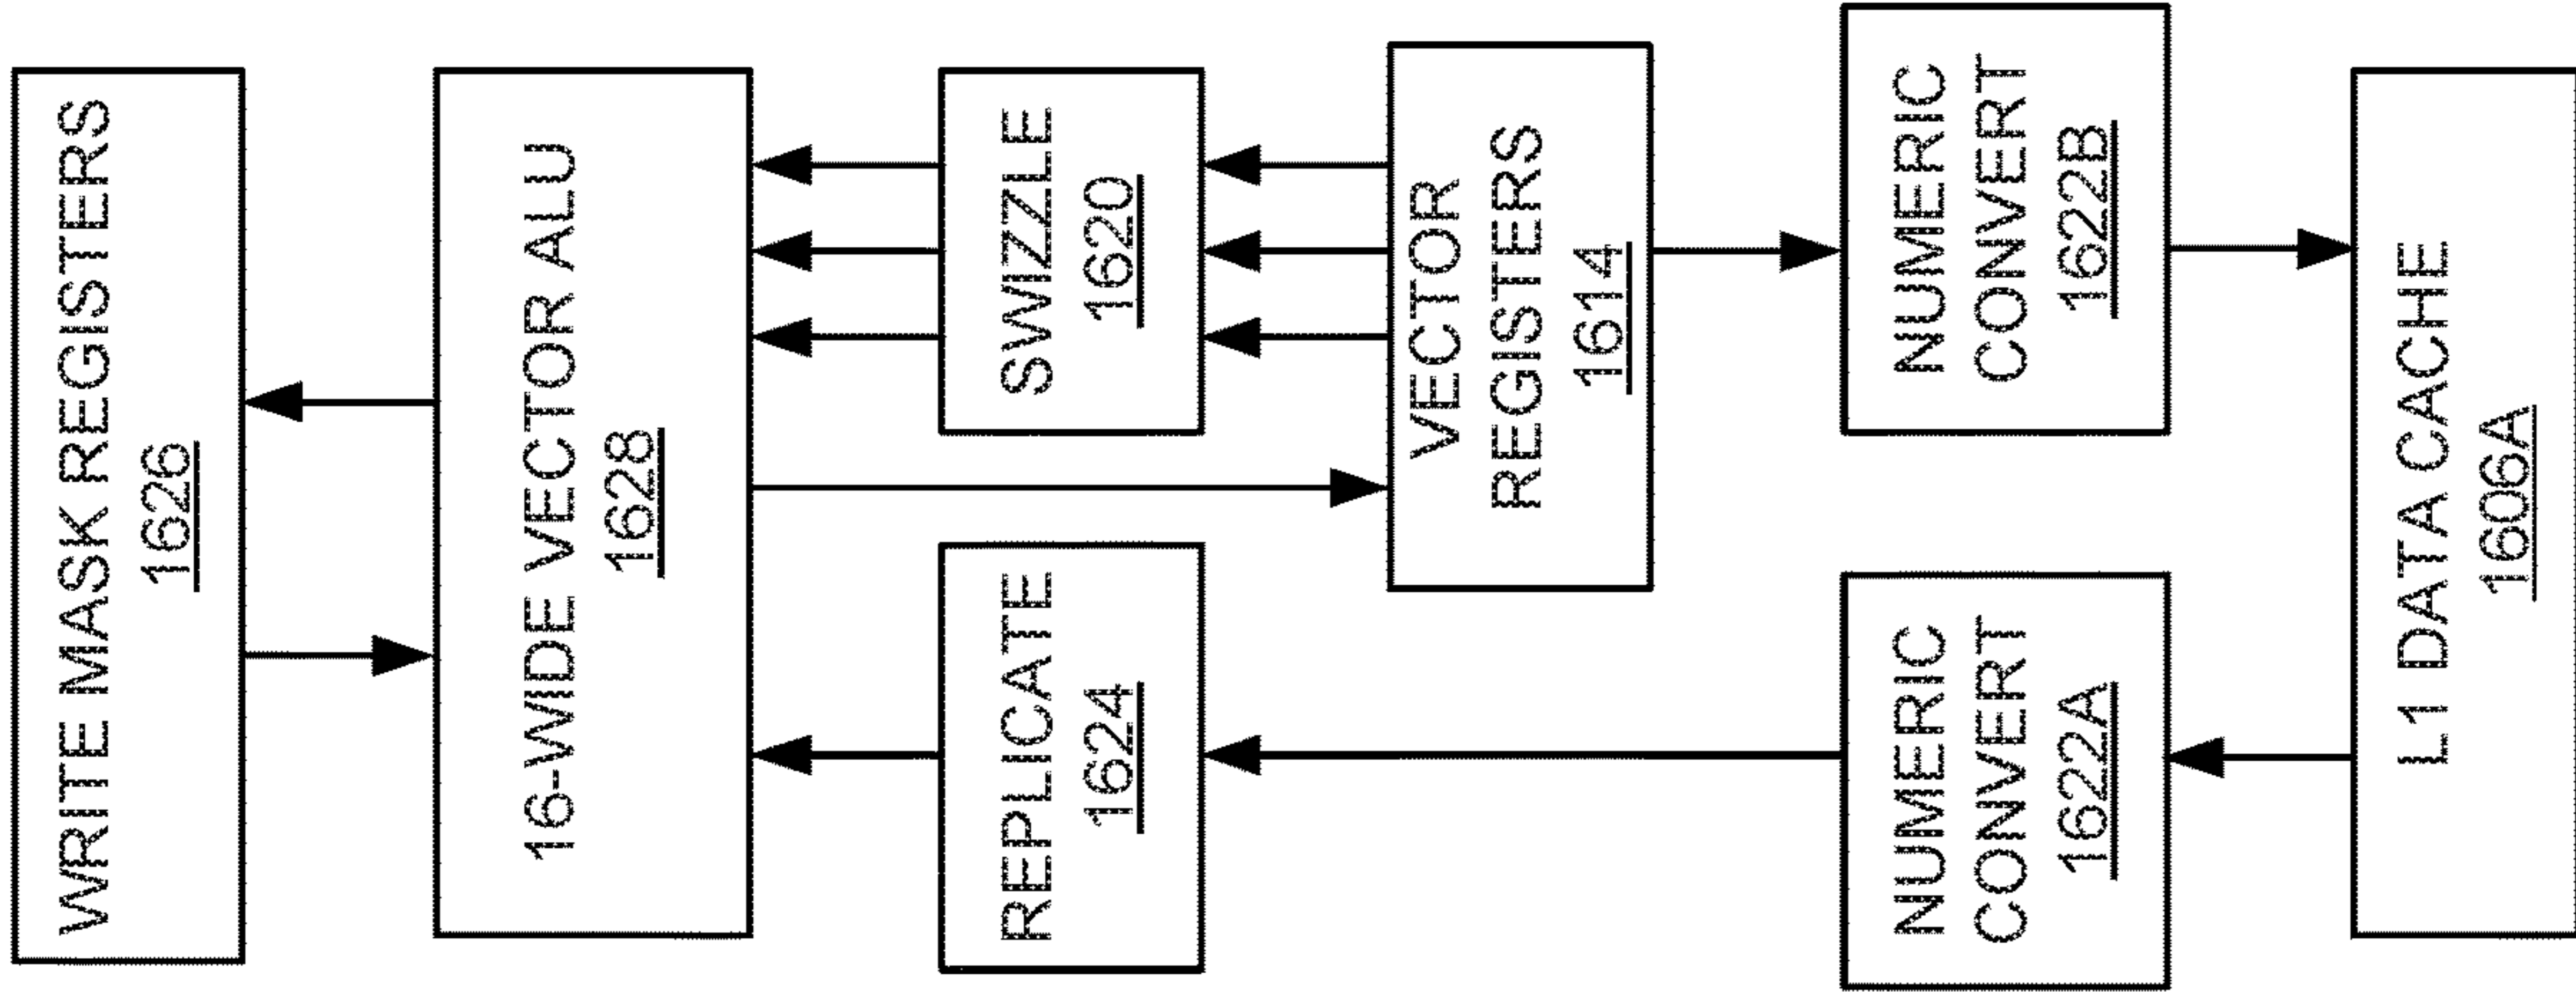 WRITE MASK REGISTERS
1626
16-WIDE VECTOR ALU
1628
REPLICATE
1624
SWIZZLE
1620
VECTOR
REGISTERS
1614
NUMERIC
CONVERT
1622A
NUMERIC
CONVERT
1622B
L1 DATA CACHE
1606A